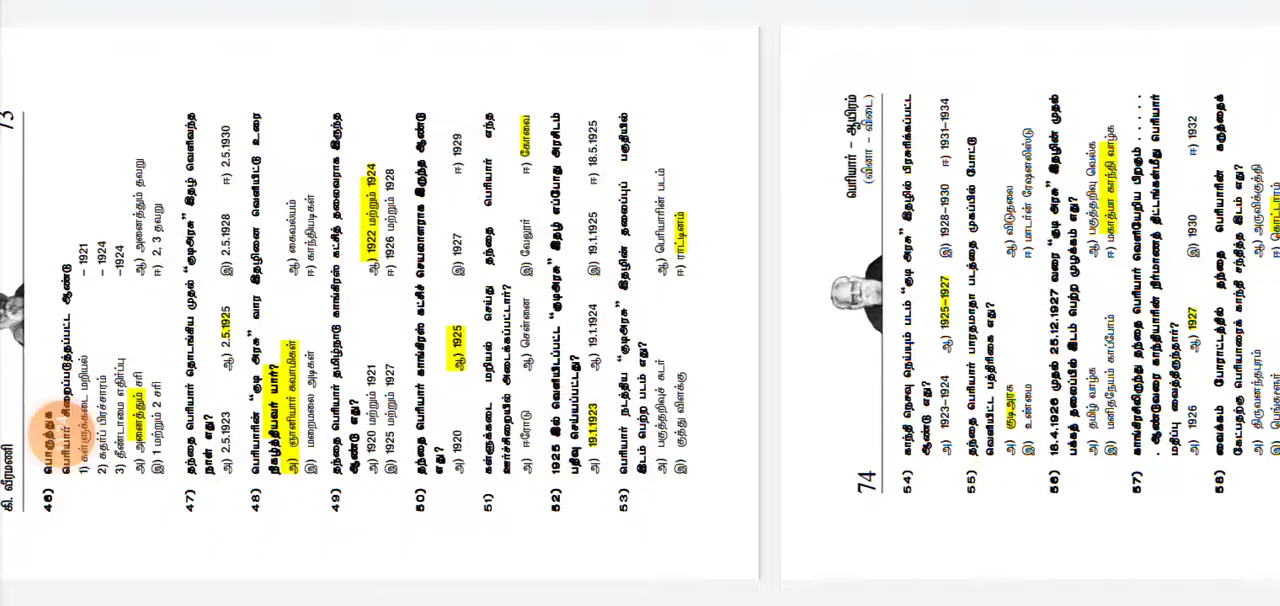 கி. வீரமணி
73
46) பொருத்துக
பெரியார் சிறைப்படுத்தப்பட்ட ஆண்டு
1) கள்ளுக்கடை மறியல் – 1921
2) கதர்ப் பிரச்சாரம் – 1924
3) தீண்டாமை எதிர்ப்பு –1924
அ) அனைத்தும் சரி ஆ) அனைத்தும் தவறு
இ) 1 மற்றும் 2 சரி ஈ) 2, 3 தவறு
47) தந்தை பெரியார் தொடங்கிய முதல் “குடிஅரசு” இதழ் வெளிவந்த
நாள் எது?
அ) 2.5.1923 ஆ) 2.5.1925 இ) 2.5.1928 ஈ) 2.5.1930
48) பெரியாரின் “குடி அரசு” வார இதழினை வெளியிட்டு உரை
நிகழ்த்தியவர் யார்?
அ) ஞானியார் சுவாமிகள் ஆ) கைவல்யம்
இ) மறைமலை அடிகள் ஈ) காந்தியடிகள்
49) தந்தை பெரியார் தமிழ்நாடு காங்கிரஸ் கட்சித் தலைவராக இருந்த
ஆண்டு எது?
அ) 1920 மற்றும் 1921 ஆ) 1922 மற்றும் 1924
இ) 1925 மற்றும் 1927 ஈ) 1926 மற்றும் 1928
50) தந்தை பெரியார் காங்கிரஸ் கட்சிச் செயலாளராக இருந்த ஆண்டு
எது?
அ) 1920 ஆ) 1925 இ) 1927 ஈ) 1929
51) கள்ளுக்கடை மறியல் செய்து தந்தை பெரியார் எந்த
ஊர்ச்சிறையில் அடைக்கப்பட்டார்?
அ) ஈரோடு ஆ) சென்னை இ) வேலூர் ஈ) கோவை
52) 1925 இல் வெளியிடப்பட்ட “குடிஅரசு” இதழ் எப்போது அரசிடம்
பதிவு செய்யப்பட்டது?
அ) 19.1.1923 ஆ) 19.1.1924 இ) 19.1.1925 ஈ) 18.5.1925
53) பெரியார் நடத்திய “குடிஅரசு” இதழின் தலைப்புப் பகுதியில்
இடம் பெற்ற படம் எது?
அ) பகுத்தறிவுச் சுடர் ஆ) பெரியாரின் படம்
இ) குத்து விளக்கு ஈ) ராட்டினம்
74
பெரியார் – ஆயிரம்
(வினா – விடை)
54) காந்தி நெசவு நெய்யும் படம் “குடி அரசு” இதழில் பிரசுரிக்கப்பட்ட
ஆண்டு எது?
அ) 1923–1924 ஆ) 1925–1927 இ) 1928–1930 ஈ) 1931–1934
55) தந்தை பெரியார் பாரதமாதா படத்தை முகப்பில் போட்டு
வெளியிட்ட பத்திரிகை எது?
அ) குடிஅரசு ஆ) விடுதலை
இ) உண்மை ஈ) மாடர்ன் ரேஷனலிஸ்டு
56) 18.4.1926 முதல் 25.12.1927 வரை “குடி அரசு” இதழின் முதல்
பக்கத் தலைப்பில் இடம் பெற்ற முழக்கம் எது?
அ) தமிழ் வாழ்க ஆ) பகுத்தறிவு வெல்க
இ) மனிதநேயம் காப்போம் ஈ) மகாத்மா காந்தி வாழ்க
57) காங்கிரசிலிருந்து தந்தை பெரியார் வெளியேறிய பிறகும் . . . . .
. ஆண்டுவரை காந்தியாரின் நிர்மாணத் திட்டங்கள்மீது பெரியார்
மதிப்பு வைத்திருந்தார்?
அ) 1926 ஆ) 1927 இ) 1930 ஈ) 1932
58) வைக்கம் போராட்டத்தில் தந்தை பெரியாரின் கருத்தைக்
கேட்பதற்கு பெரியாரைக் காந்தி சந்தித்த இடம் எது?
அ) திருவனந்தபுரம் ஆ) அருவிக்குத்தி
இ) பெங்களூர் ஈ) கொட்டாரம்